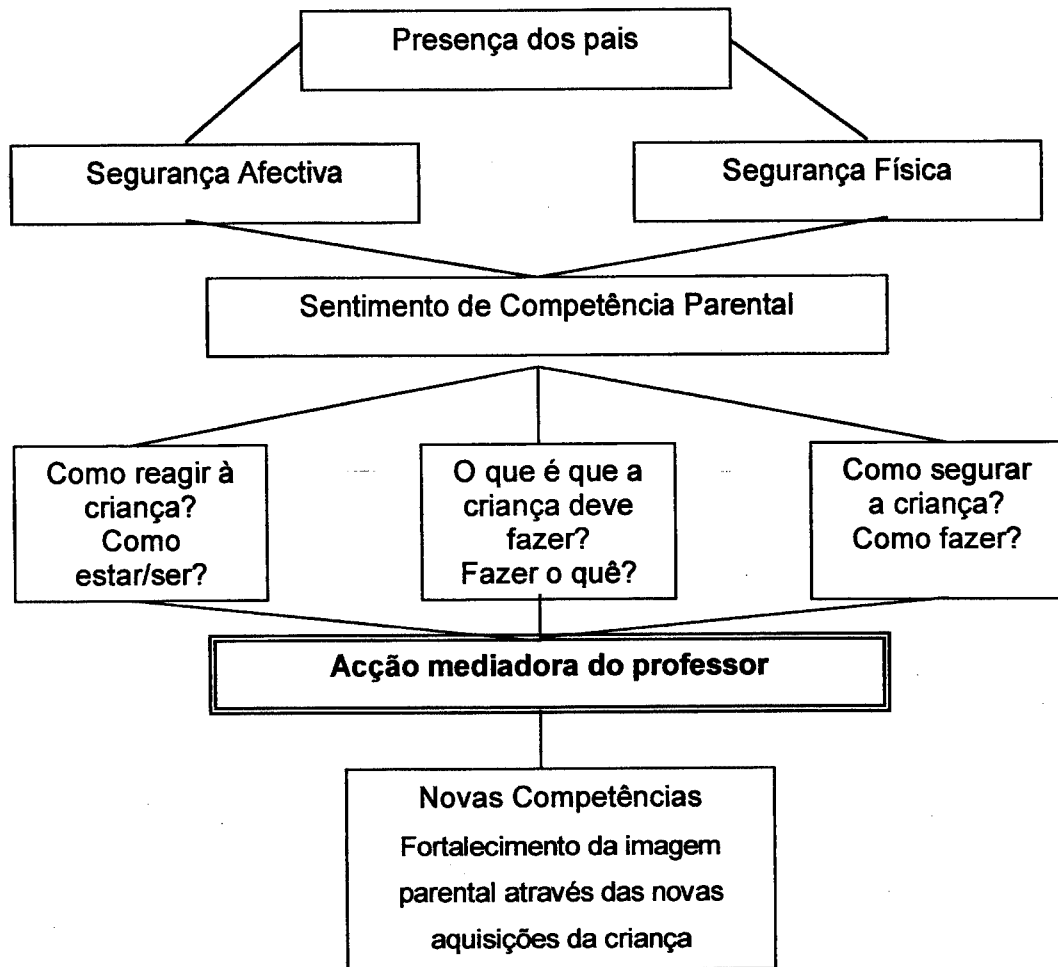 Presença dos pais
Segurança Afectiva
Segurança Física
Sentimento de Competência Parental
Como reagir à
criança?
Como
estar/ser?
O que é que a
criança deve
fazer?
Fazer o quê?
Como segurar
a criança?
Como fazer?
Acção mediadora do professor
Novas Competências
Fortalecimento da imagem
parental através das novas
aquisições da criança